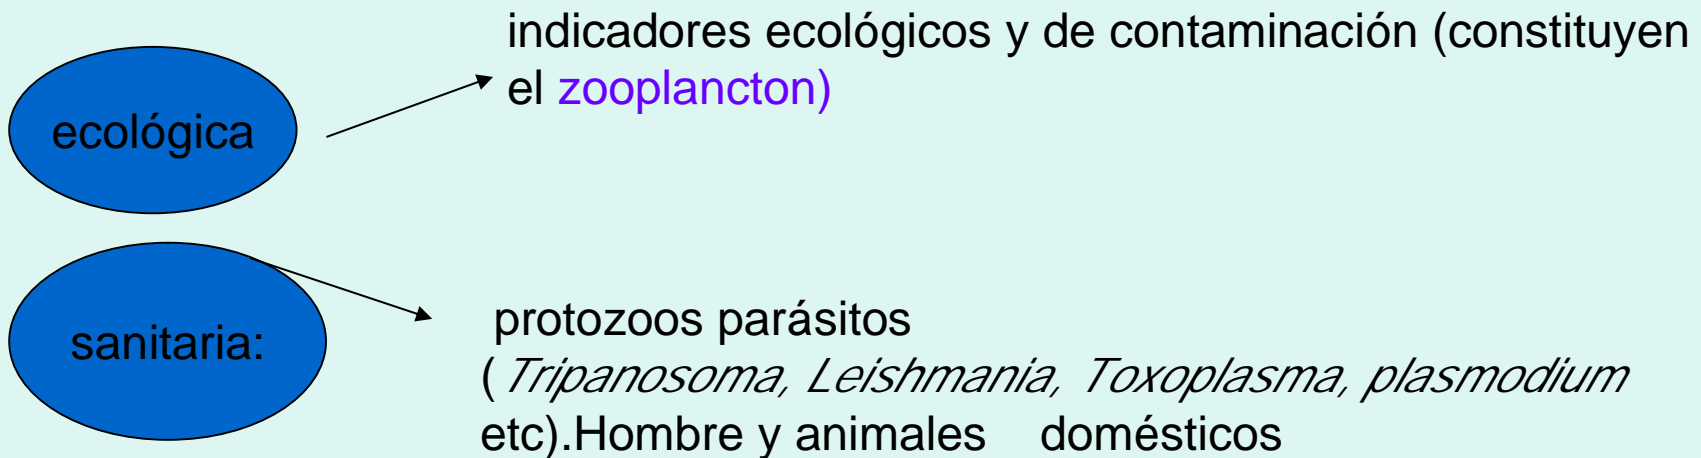 indicadores ecológicos y de contaminación (constituyen
el zooplancton)
ecológica
sanitaria:
protozoos parásitos
(Tripanosoma, Leishmania, Toxoplasma, plasmodium
etc).Hombre y animales domésticos